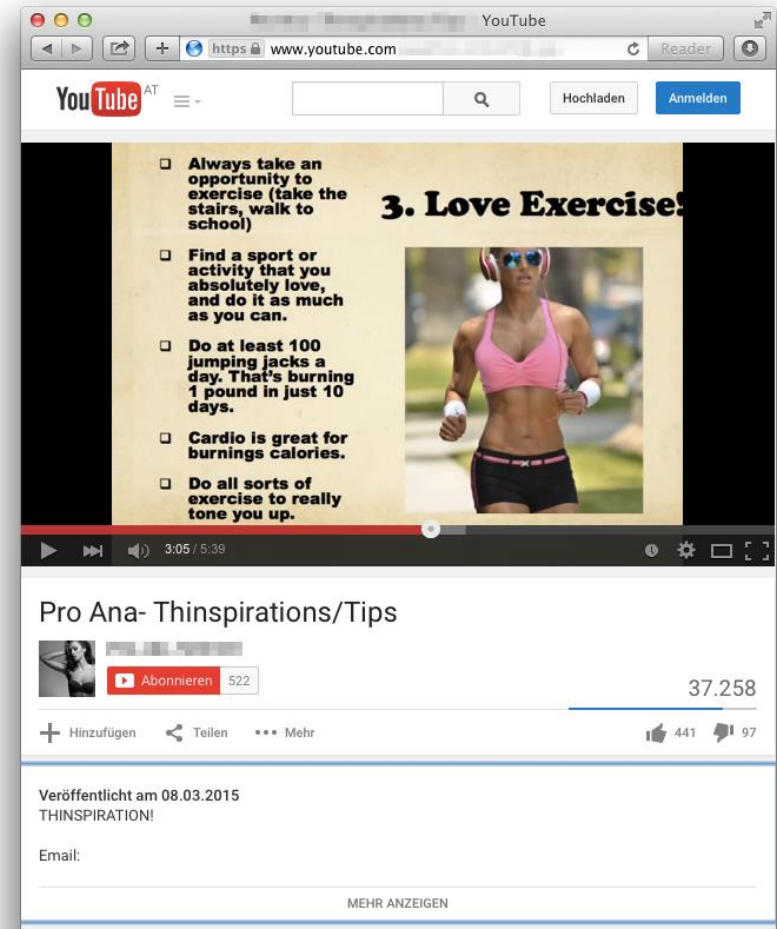 YouTube
https www.youtube.com Reader
YouTube AT Hochladen Anmelden
Always take an
opportunity to
exercise (take the
stairs, walk to
school)
Find a sport or
activity that you
absolutely love,
and do it as much
as you can.
Do at least 100
jumping jacks a
day. That's burning
1 pound in just 10
days.
Cardio is great for
burnings calories.
Do all sorts of
exercise to really
tone you up.
3. Love Exercise!
3:05 / 5:39
Pro Ana- Thinspirations/Tips
Abonnieren 522
37.258
Hinzufügen Teilen Mehr 441 97
Veröffentlicht am 08.03.2015
THINSPIRATION!
Email:
MEHR ANZEIGEN